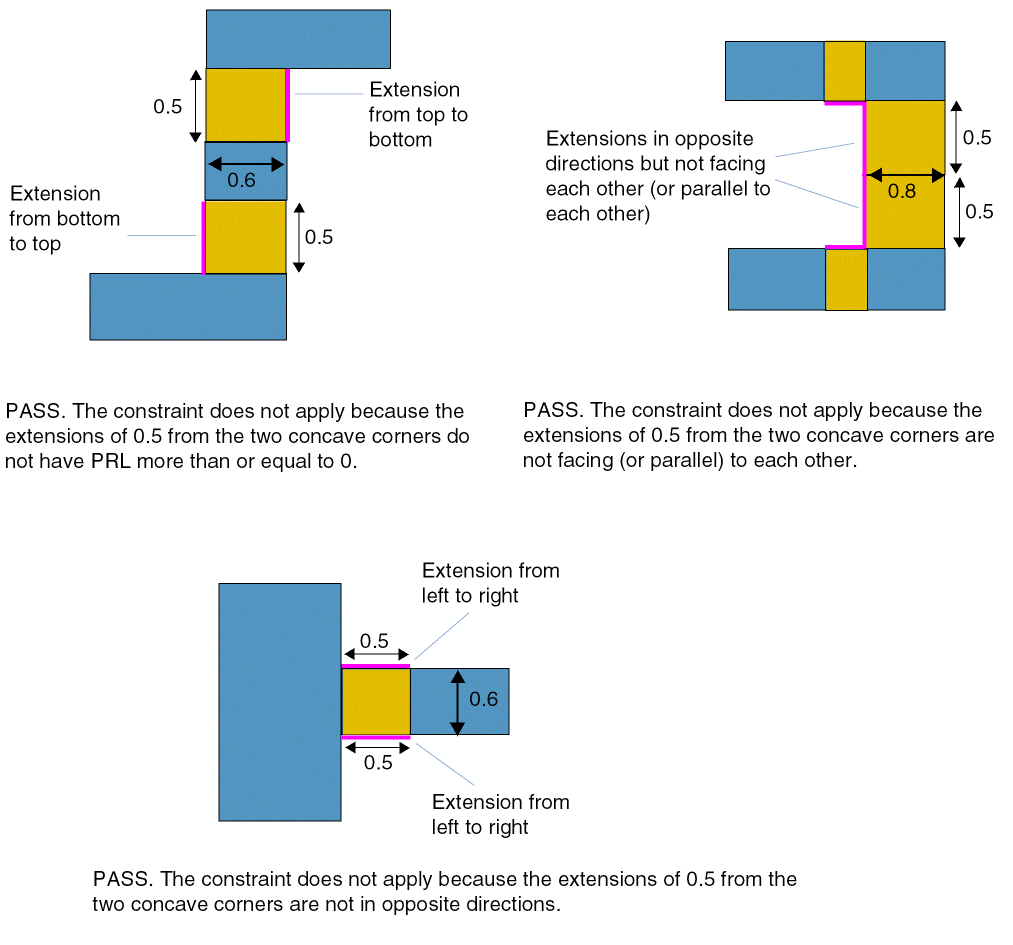 0.5
Extension
from top to
bottom
0.6
Extension
from bottom
to top
0.5
PASS. The constraint does not apply because the
extensions of 0.5 from the two concave corners do
not have PRL more than or equal to 0.
Extensions in opposite
directions but not facing
each other (or parallel to
each other)
0.5
0.8
0.5
PASS. The constraint does not apply because the
extensions of 0.5 from the two concave corners are
not facing (or parallel) to each other.
Extension from
left to right
0.5
0.6
0.5
Extension from
left to right
PASS. The constraint does not apply because the extensions of 0.5 from the
two concave corners are not in opposite directions.